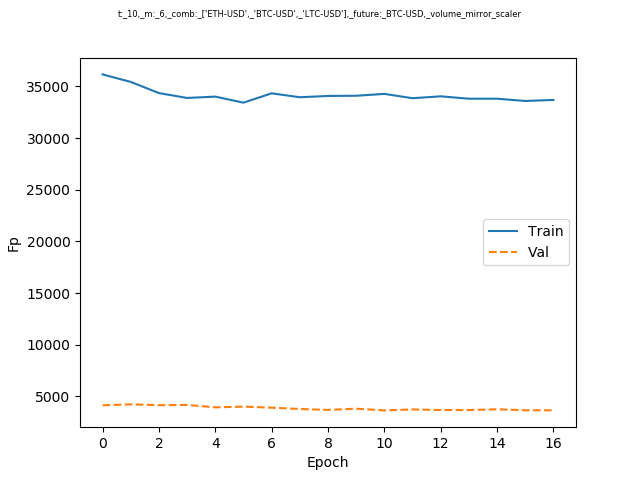 t:_10,_m:_6,_comb:_['ETH-USD',_'BTC-USD',_'LTC-USD'],_future:_BTC-USD,_volume_mirror_scaler
35000
30000
25000
20000
15000
10000
5000
Fp
Train
Val
0 2 4 6 8 10 12 14 16
Epoch